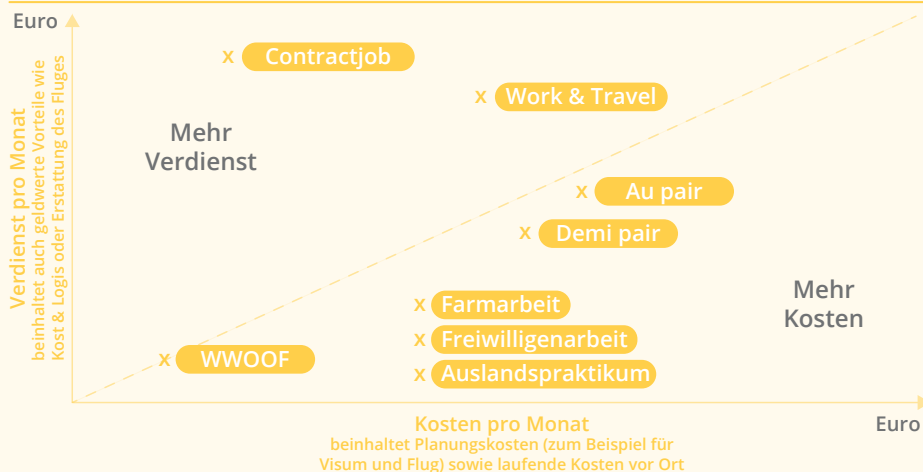 Euro
Verdienst pro Monat
beinhaltet auch geldwerte Vorteile wie
Kost & Logis oder Erstattung des Fluges
x Contractjob
x Work & Travel
Mehr
Verdienst
x Au pair
x Demi pair
Mehr
Kosten
x Farmarbeit
x Freiwilligenarbeit
x WWOOF
x Auslandspraktikum
Kosten pro Monat
Euro
beinhaltet Planungskosten (zum Beispiel für
Visum und Flug) sowie laufende Kosten vor Ort